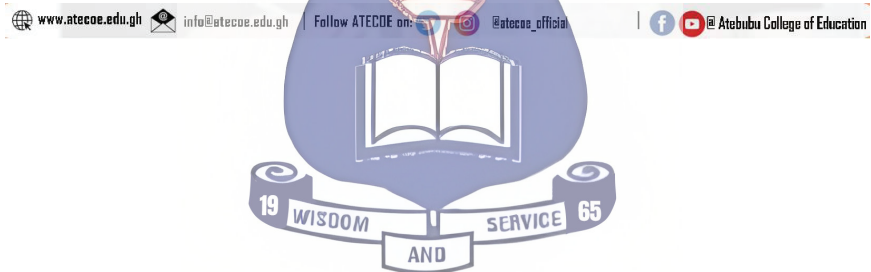 www.atecoe.edu.gh info@atecoe.edu.gh | Follow ATECOE on: @atecoe_official | @ Atebubu College of Education
19 WISDOM SERVICE 65
AND